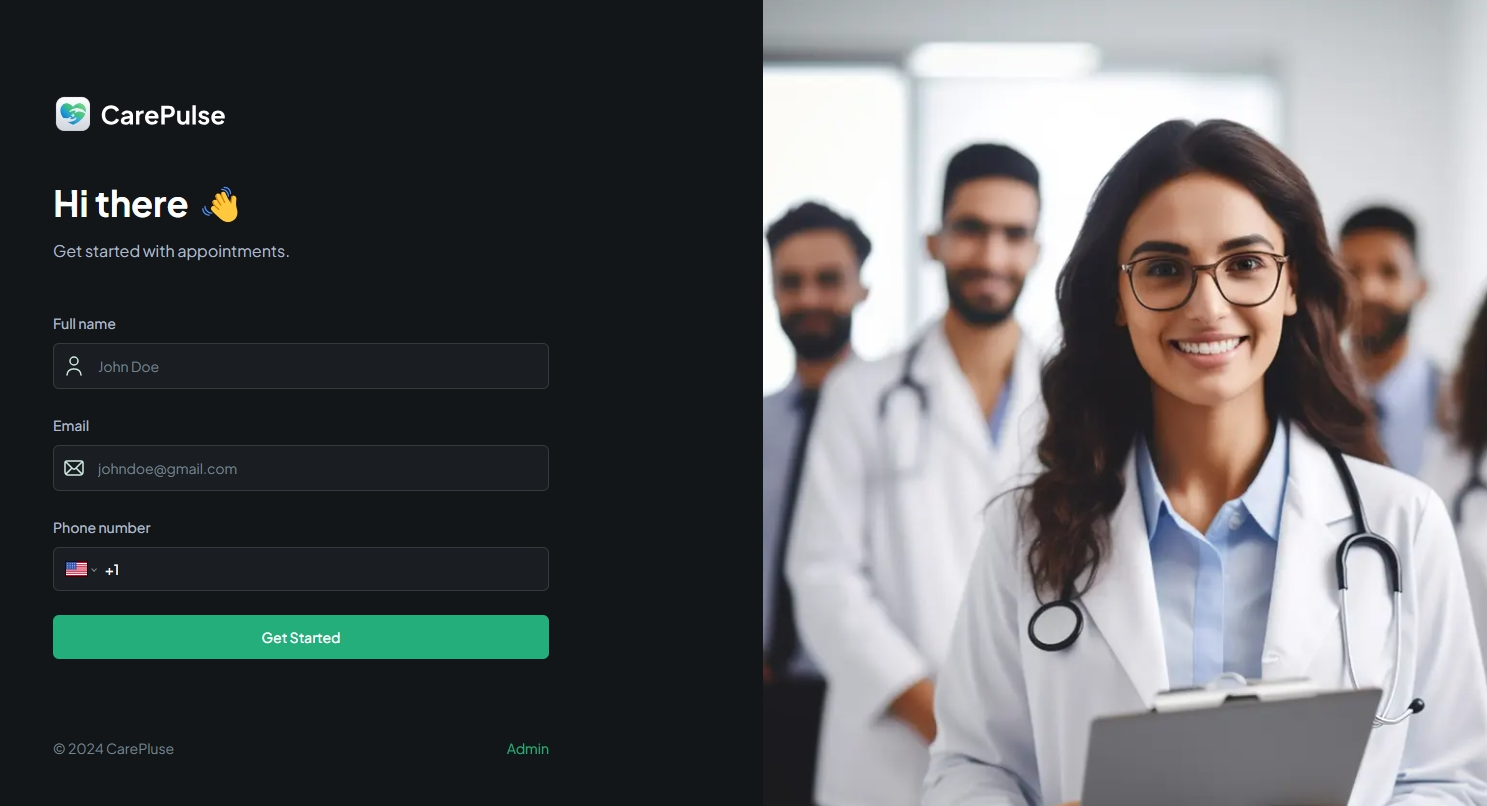 CarePulse
Hi there 👋
Get started with appointments.
Full name
John Doe
Email
johndoe@gmail.com
Phone number
+1
Get Started
© 2024 CarePluse
Admin